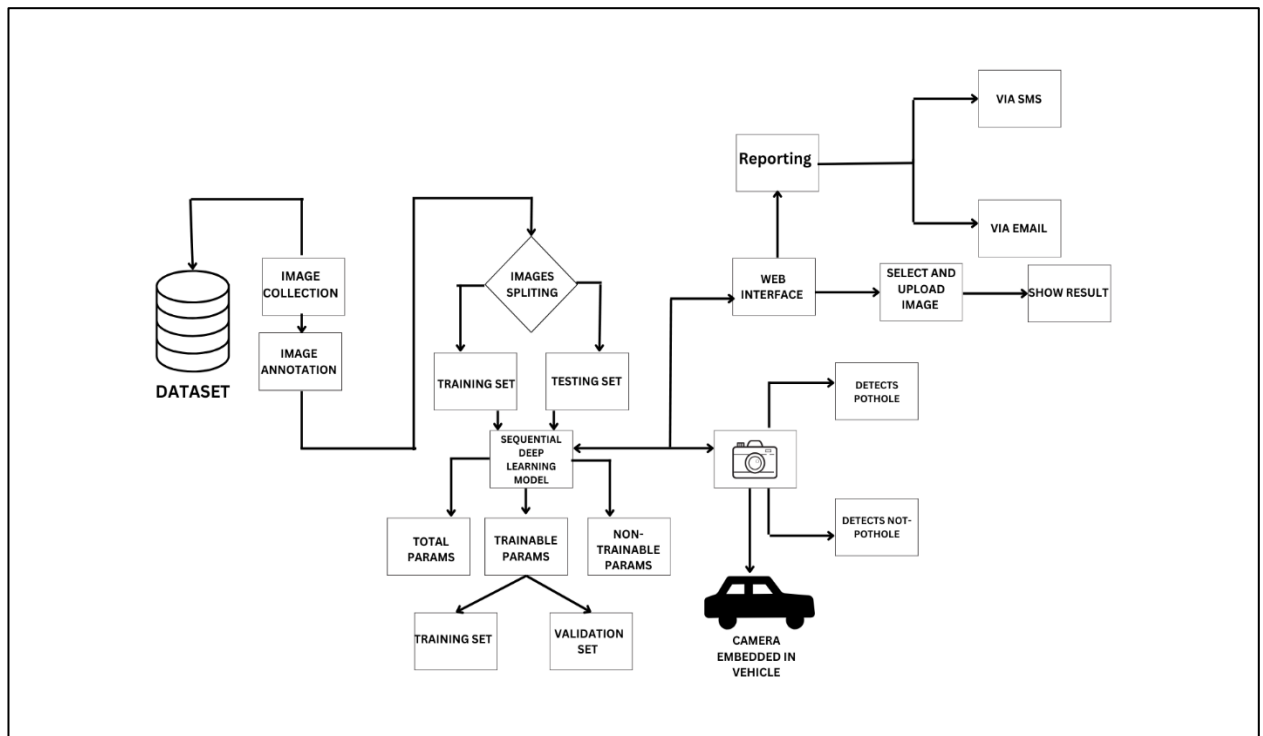 DATASET
IMAGE
COLLECTION
IMAGE
ANNOTATION
IMAGES
SPLITING
TRAINING SET
TESTING SET
SEQUENTIAL
DEEP
LEARNING
MODEL
TOTAL
PARAMS
TRAINABLE
PARAMS
NON-
TRAINABLE
PARAMS
TRAINING SET
VALIDATION
SET
Reporting
VIA SMS
VIA EMAIL
WEB
INTERFACE
SELECT AND
UPLOAD
IMAGE
SHOW RESULT
DETECTS
POTHOLE
DETECTS NOT-
POTHOLE
CAMERA
EMBEDDED IN
VEHICLE